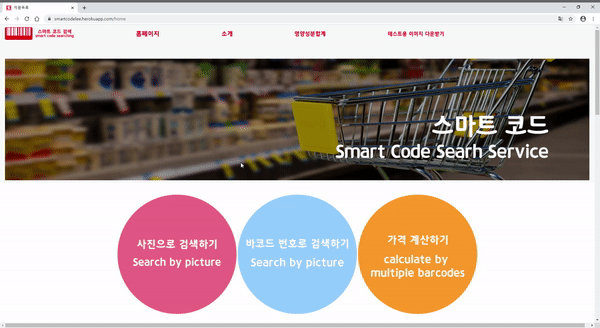 smartcodelee.herokuapp.com/home
스마트 코드 검색
smart code searching
홈페이지 소개 영양성분합계 테스트용 이미지 다운받기
스마트 코드
Smart Code Searh Service
사진으로 검색하기
Search by picture
바코드 번호로 검색하기
Search by picture
가격 계산하기
calculate by
multiple barcodes